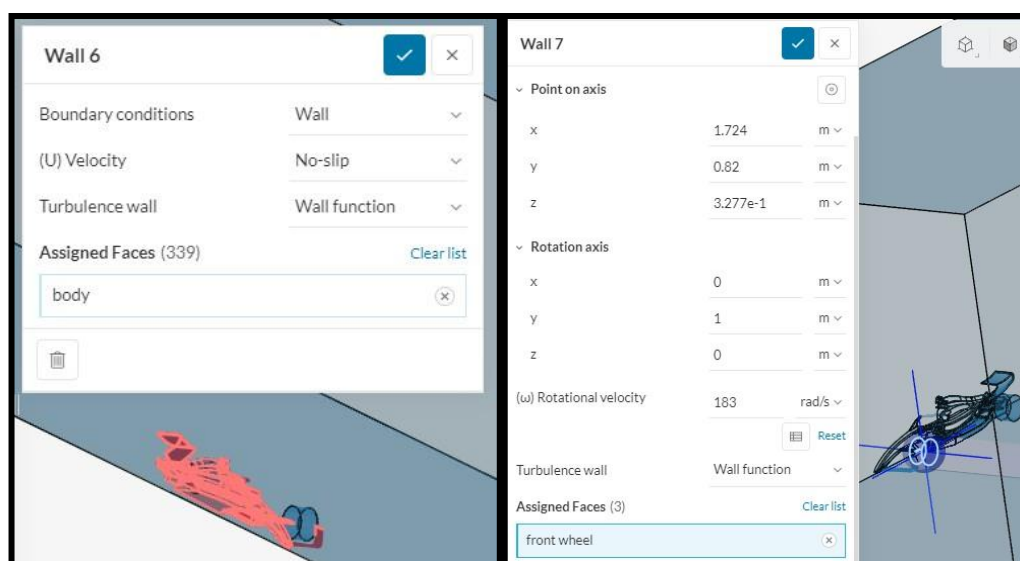 Wall 6
Boundary conditions Wall
(U) Velocity No-slip
Turbulence wall Wall function
Assigned Faces (339) Clear list
body
Wall 7
Point on axis
x 1.724 m
y 0.82 m
z 3.277e-1 m
Rotation axis
x 0 m
y 1 m
z 0 m
(ω) Rotational velocity 183 rad/s
Reset
Turbulence wall Wall function
Assigned Faces (3) Clear list
front wheel